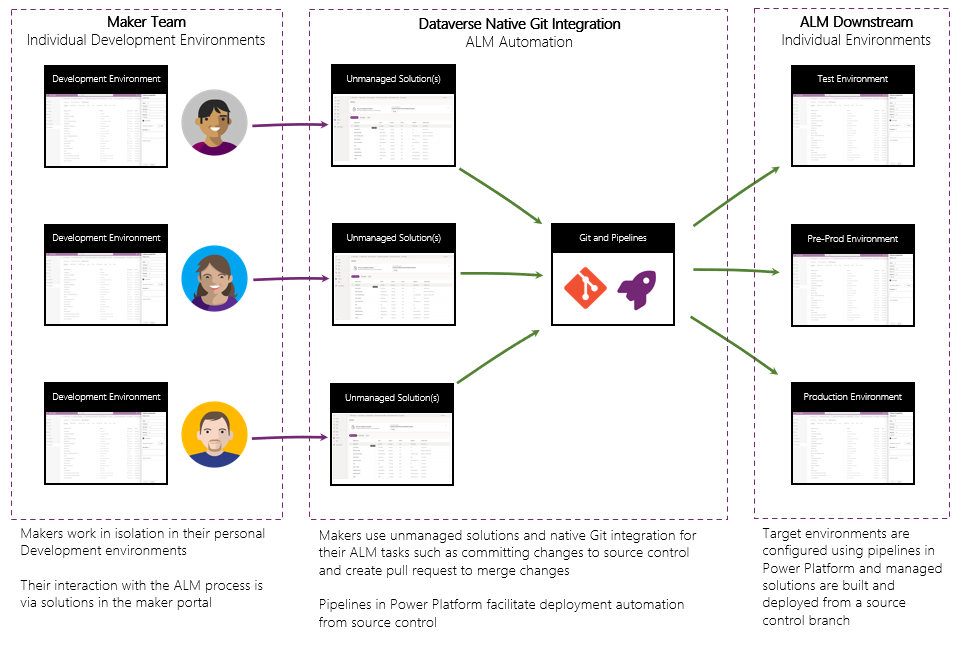 Maker Team
Individual Development Environments
Development Environment
Development Environment
Development Environment
Makers work in isolation in their personal
Development environments
Their interaction with the ALM process is
via solutions in the maker portal
Dataverse Native Git Integration
ALM Automation
Unmanaged Solution(s)
Unmanaged Solution(s)
Unmanaged Solution(s)
Git and Pipelines
Makers use unmanaged solutions and native Git integration for
their ALM tasks such as committing changes to source control
and create pull request to merge changes
Pipelines in Power Platform facilitate deployment automation
from source control
ALM Downstream
Individual Environments
Test Environment
Pre-Prod Environment
Production Environment
Target environments are
configured using pipelines in
Power Platform and managed
solutions are built and
deployed from a source
control branch